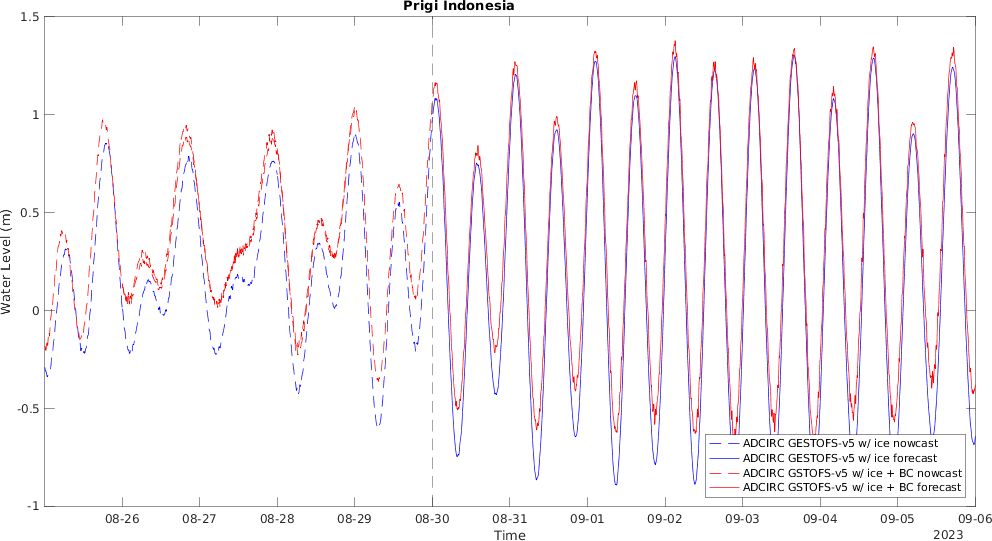 Prigi Indonesia
1.5
1
0.5
0
-0.5
-1
Water Level (m)
ADCIRC GESTOFS-v5 w/ ice nowcast
ADCIRC GESTOFS-v5 w/ ice forecast
ADCIRC GSTOFS-v5 w/ ice + BC nowcast
ADCIRC GSTOFS-v5 w/ ice + BC forecast
08-26 08-27 08-28 08-29 08-30 08-31 09-01 09-02 09-03 09-04 09-05 09-06
Time
2023